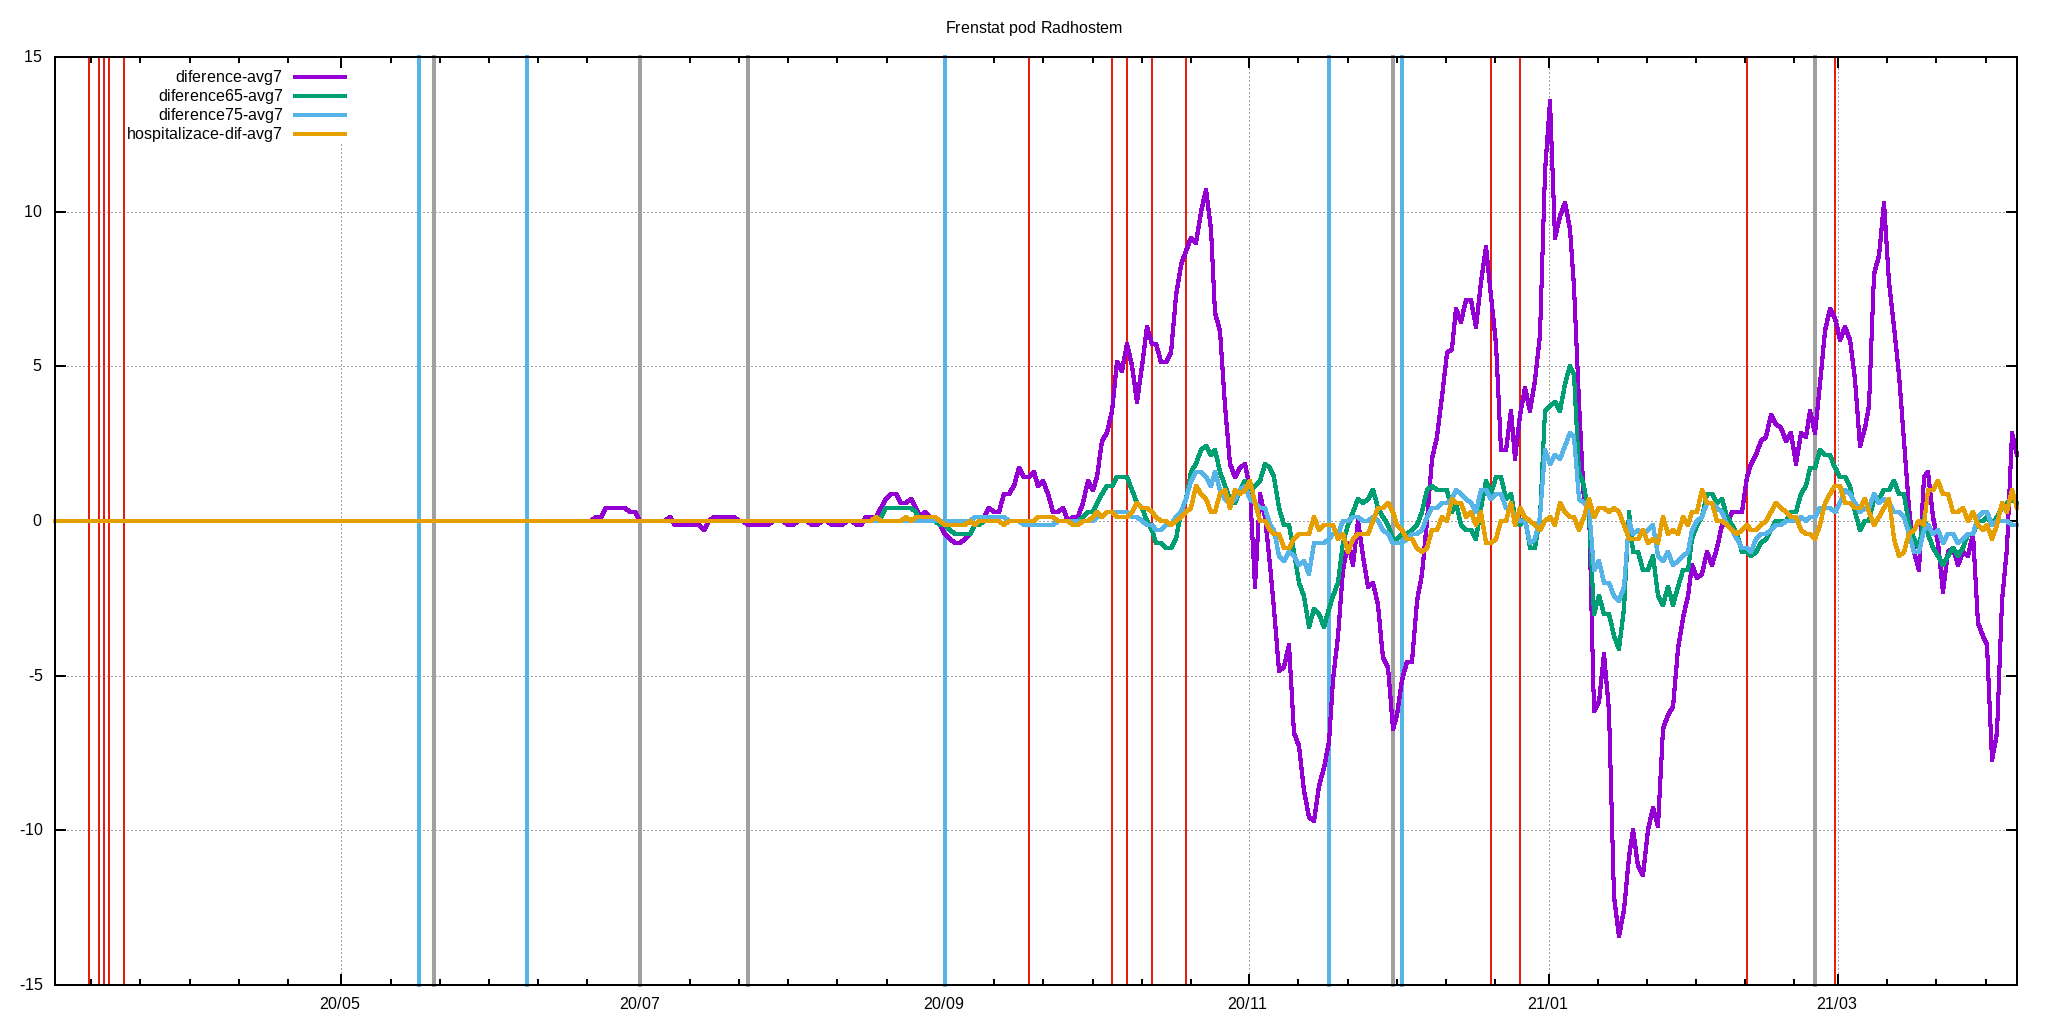 Frenstat pod Radhostem
15
diference-avg7
diference65-avg7
diference75-avg7
hospitalizace-dif-avg7
10
5
0
-5
-10
-15
20/05 20/07 20/09 20/11 21/01 21/03